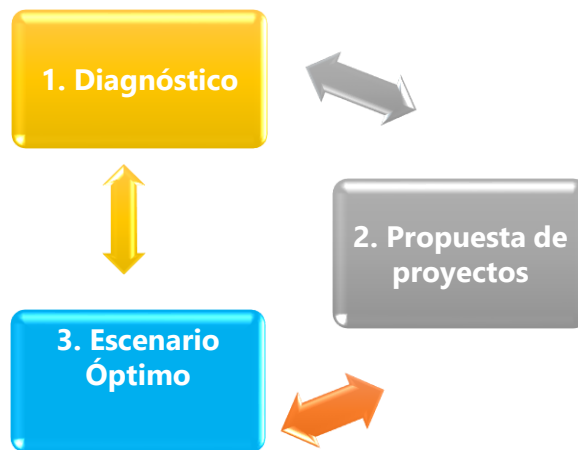 1. Diagnóstico
2. Propuesta de
proyectos
3. Escenario
Óptimo